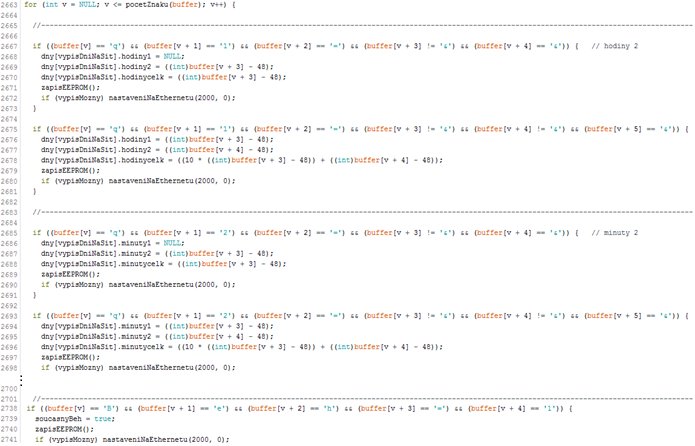 2663 for (int v = NULL; v <= pocetZnaku(buffer); v++) {
2664
2665 //--------------------------------------------------------------------------------
2666
2667 if ((buffer[v] == 'q') && (buffer[v + 1] == '1') && (buffer[v + 2] == '=') && (buffer[v + 3] != '&') && (buffer[v + 4] == '&')) { // hodiny 2
2668 dny[vypisDniNaSit].hodiny1 = NULL;
2669 dny[vypisDniNaSit].hodiny2 = ((int)buffer[v + 3] - 48);
2670 dny[vypisDniNaSit].hodinycelk = ((int)buffer[v + 3] - 48);
2671 zapisEEPROM();
2672 if (vypisMozny) nastaveniNaEthernetu(2000, 0);
2673 }
2674
2675 if ((buffer[v] == 'q') && (buffer[v + 1] == '1') && (buffer[v + 2] == '=') && (buffer[v + 3] != '&') && (buffer[v + 4] != '&') && (buffer[v + 5] == '&')) {
2676 dny[vypisDniNaSit].hodiny1 = ((int)buffer[v + 3] - 48);
2677 dny[vypisDniNaSit].hodiny2 = ((int)buffer[v + 4] - 48);
2678 dny[vypisDniNaSit].hodinycelk = ((10 * ((int)buffer[v + 3] - 48)) + ((int)buffer[v + 4] - 48));
2679 zapisEEPROM();
2680 if (vypisMozny) nastaveniNaEthernetu(2000, 0);
2681 }
2682
2683 //--------------------------------------------------------------------------------
2684
2685 if ((buffer[v] == 'q') && (buffer[v + 1] == '2') && (buffer[v + 2] == '=') && (buffer[v + 3] != '&') && (buffer[v + 4] == '&')) { // minuty 2
2686 dny[vypisDniNaSit].minuty1 = NULL;
2687 dny[vypisDniNaSit].minuty2 = ((int)buffer[v + 3] - 48);
2688 dny[vypisDniNaSit].minutycelk = ((int)buffer[v + 3] - 48);
2689 zapisEEPROM();
2690 if (vypisMozny) nastaveniNaEthernetu(2000, 0);
2691 }
2692
2693 if ((buffer[v] == 'q') && (buffer[v + 1] == '2') && (buffer[v + 2] == '=') && (buffer[v + 3] != '&') && (buffer[v + 4] != '&') && (buffer[v + 5] == '&')) {
2694 dny[vypisDniNaSit].minuty1 = ((int)buffer[v + 3] - 48);
2695 dny[vypisDniNaSit].minuty2 = ((int)buffer[v + 4] - 48);
2696 dny[vypisDniNaSit].minutycelk = ((10 * ((int)buffer[v + 3] - 48)) + ((int)buffer[v + 4] - 48));
2697 zapisEEPROM();
2698 if (vypisMozny) nastaveniNaEthernetu(2000, 0);
⋮
2700
2701 //--------------------------------------------------------------------------------
2738 if ((buffer[v] == 'B') && (buffer[v + 1] == 'e') && (buffer[v + 2] == 'h') && (buffer[v + 3] == '=') && (buffer[v + 4] == '1')) {
2739 soucasnyBeh = true;
2740 zapisEEPROM();
2741 if (vypisMozny) nastaveniNaEthernetu(2000, 0);